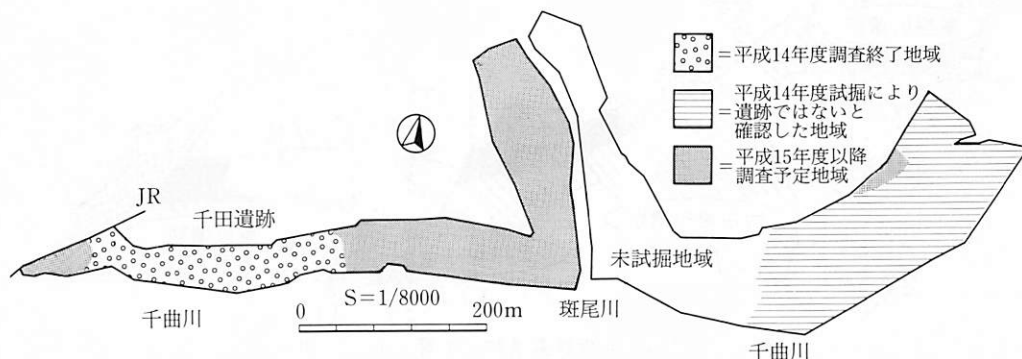 =平成14年度調査終了地域
平成14年度試掘により
=遺跡ではないと
確認した地域
=平成15年度以降
調査予定地域
JR
千田遺跡
未試掘地域
S=1/8000
0 200m
斑尾川
千曲川
千曲川